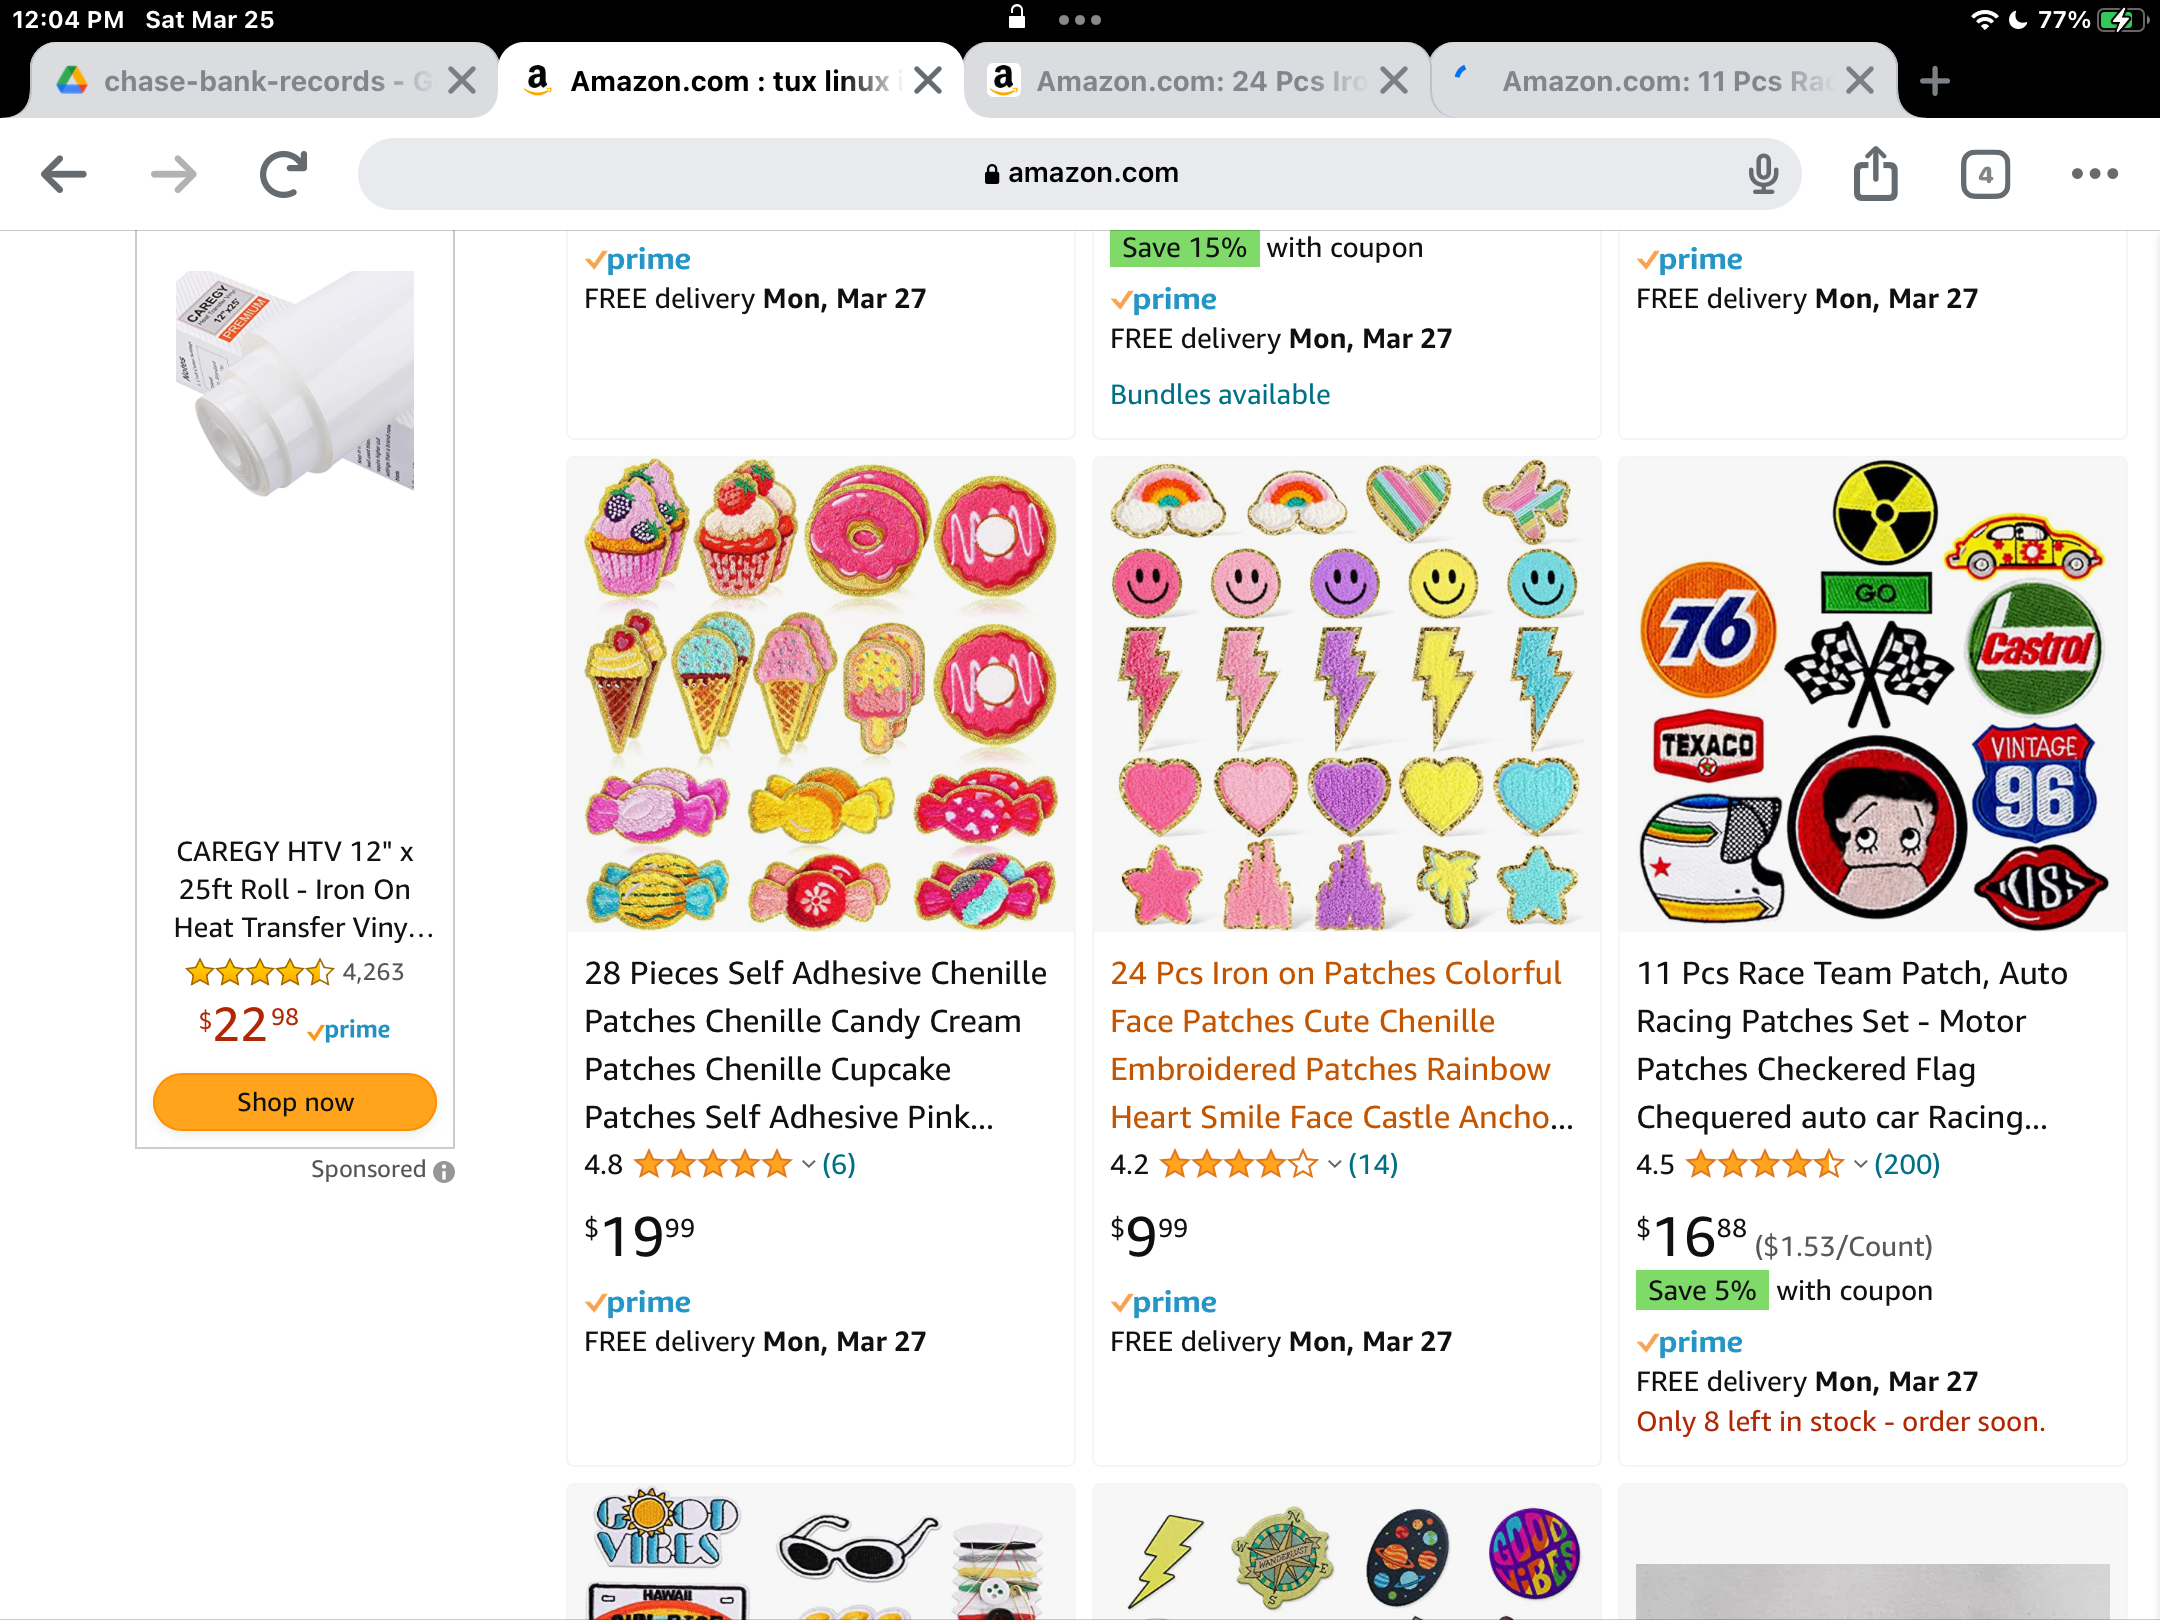 12:04 PM Sat Mar 25
77%
chase-bank-records - G
Amazon.com : tux linux i
Amazon.com: 24 Pcs Iro
Amazon.com: 11 Pcs Rac
amazon.com
4
CAREGY
12"x25'
PREMIUM
Notes
CAREGY HTV 12" x
25ft Roll - Iron On
Heat Transfer Viny...
4,263
$22.98 prime
Shop now
Sponsored
prime
FREE delivery Mon, Mar 27
Save 15% with coupon
prime
FREE delivery Mon, Mar 27
Bundles available
prime
FREE delivery Mon, Mar 27
28 Pieces Self Adhesive Chenille
Patches Chenille Candy Cream
Patches Chenille Cupcake
Patches Self Adhesive Pink...
4.8 (6)
$19.99
prime
FREE delivery Mon, Mar 27
24 Pcs Iron on Patches Colorful
Face Patches Cute Chenille
Embroidered Patches Rainbow
Heart Smile Face Castle Ancho...
4.2 (14)
$9.99
prime
FREE delivery Mon, Mar 27
76
GO
Castrol
TEXACO
VINTAGE
96
KISS
11 Pcs Race Team Patch, Auto
Racing Patches Set - Motor
Patches Checkered Flag
Chequered auto car Racing...
4.5 (200)
$16.88 ($1.53/Count)
Save 5% with coupon
prime
FREE delivery Mon, Mar 27
Only 8 left in stock - order soon.
GOOD
VIBES
HAWAII
N
W
E
S
WANDERLUST
GOOD
VIBES